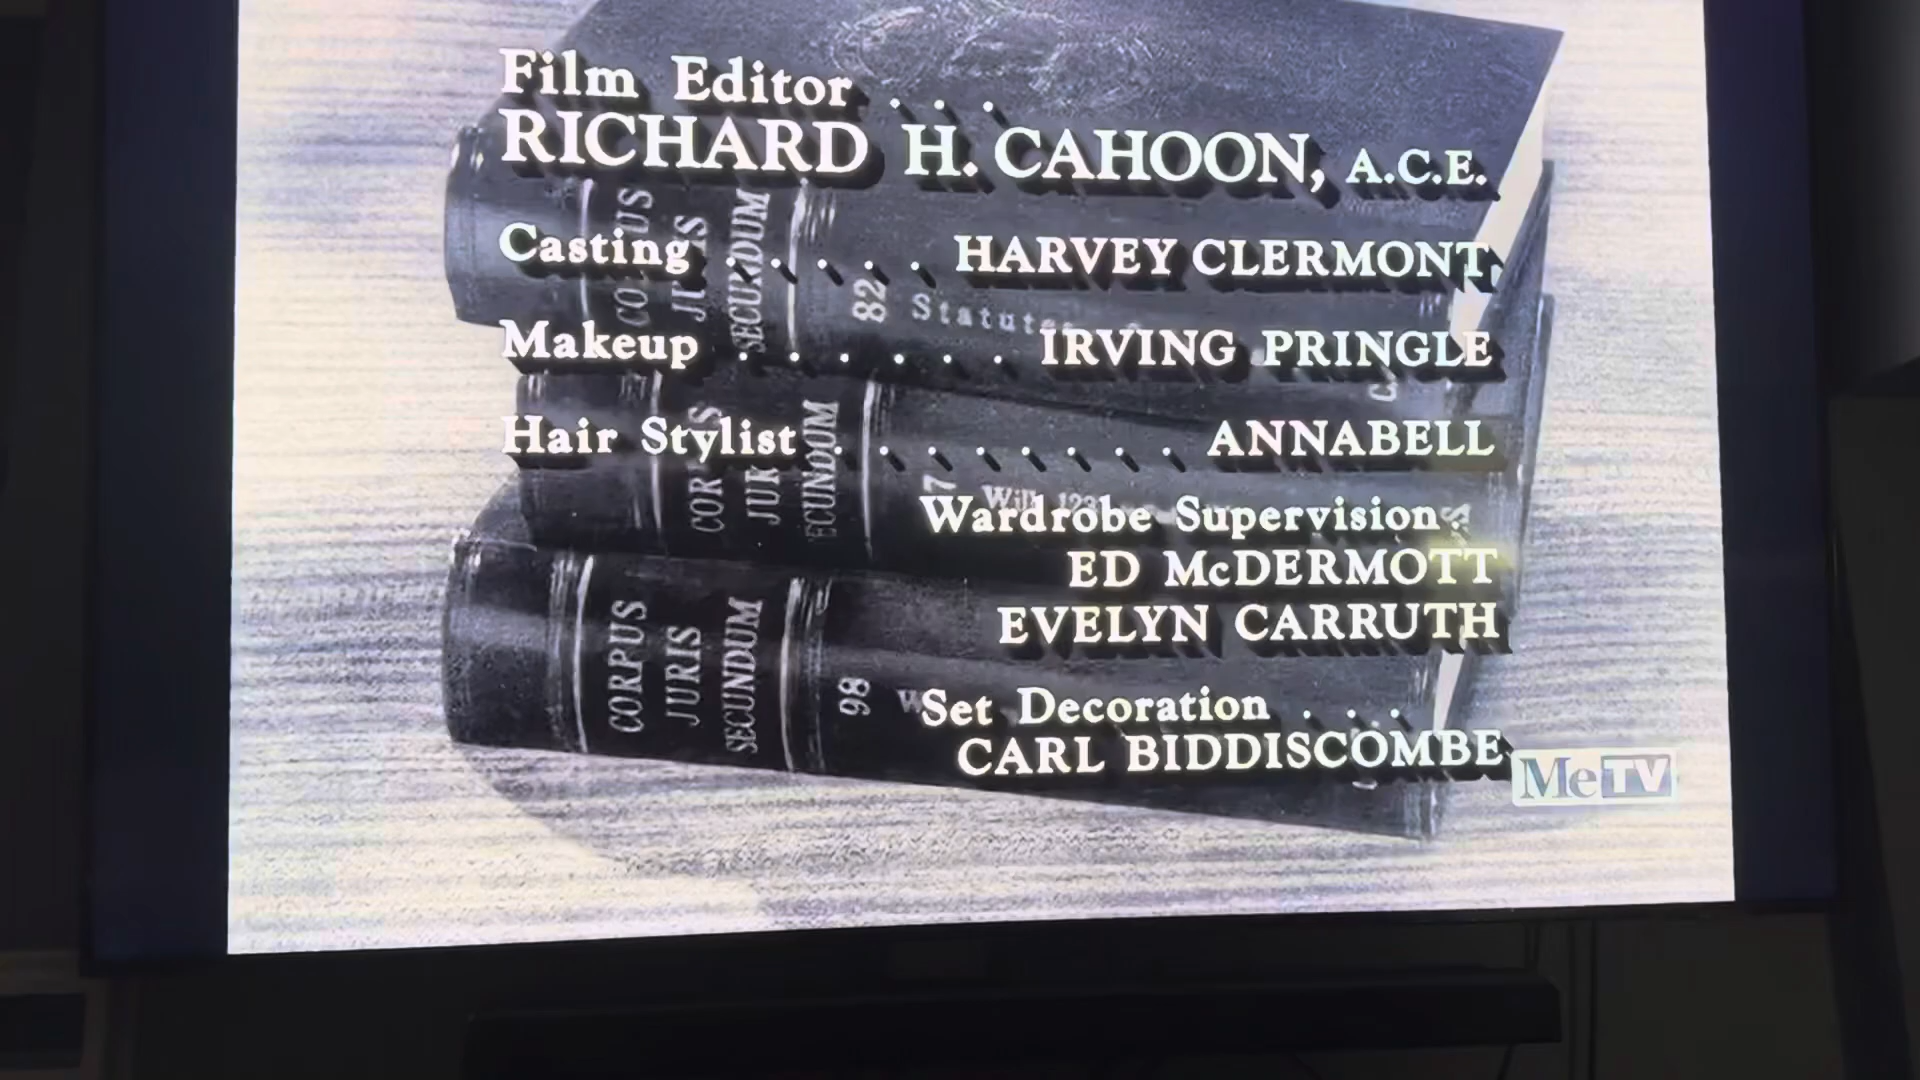 Film Editor . . .
RICHARD H. CAHOON, A.C.E.
Casting . . . . . HARVEY CLERMONT
Makeup . . . . . . IRVING PRINGLE
Hair Stylist . . . . . . . . ANNABELL
Wardrobe Supervision .
ED McDERMOTT
EVELYN CARRUTH
Set Decoration . . .
CARL BIDDISCOMBE
MeTV
CORPUS
JURIS
SECUNDUM
82
CORPUS
JURIS
SECUNDUM
98